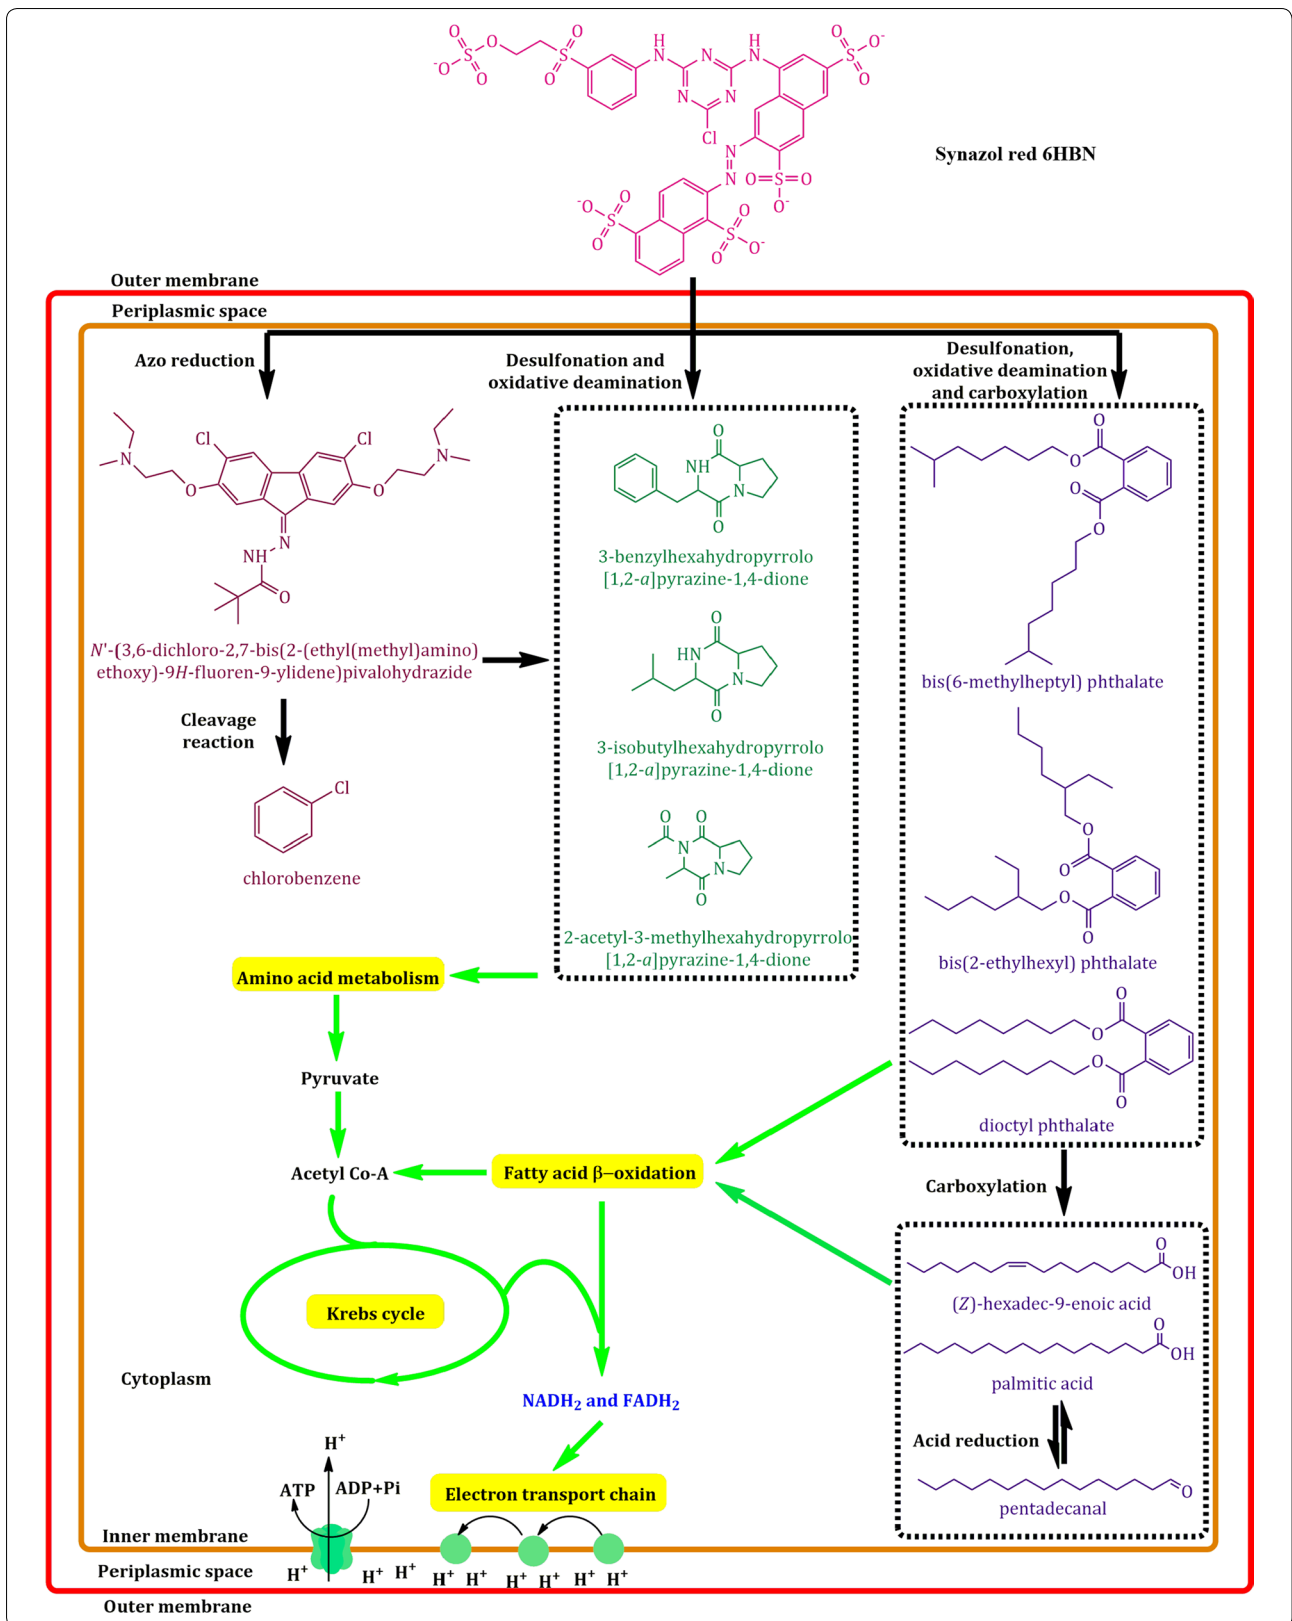 Synazol red 6HBN
Outer membrane
Periplasmic space
Azo reduction
Desulfonation and
oxidative deamination
Desulfonation,
oxidative deamination
and carboxylation
N'-(3,6-dichloro-2,7-bis(2-(ethyl(methyl)amino)
ethoxy)-9H-fluoren-9-ylidene)pivalohydrazide
Cleavage
reaction
chlorobenzene
3-benzylhexahydropyrrolo
[1,2-a]pyrazine-1,4-dione
3-isobutylhexahydropyrrolo
[1,2-a]pyrazine-1,4-dione
2-acetyl-3-methylhexahydropyrrolo
[1,2-a]pyrazine-1,4-dione
bis(6-methylheptyl) phthalate
bis(2-ethylhexyl) phthalate
dioctyl phthalate
Amino acid metabolism
Pyruvate
Acetyl Co-A
Fatty acid β−oxidation
Carboxylation
Krebs cycle
(Z)-hexadec-9-enoic acid
palmitic acid
Acid reduction
pentadecanal
Cytoplasm
NADH₂ and FADH₂
H⁺
ATP
ADP+Pi
Electron transport chain
Inner membrane
Periplasmic space
H⁺ H⁺ H⁺ H⁺ H⁺ H⁺ H⁺ H⁺ H⁺
Outer membrane